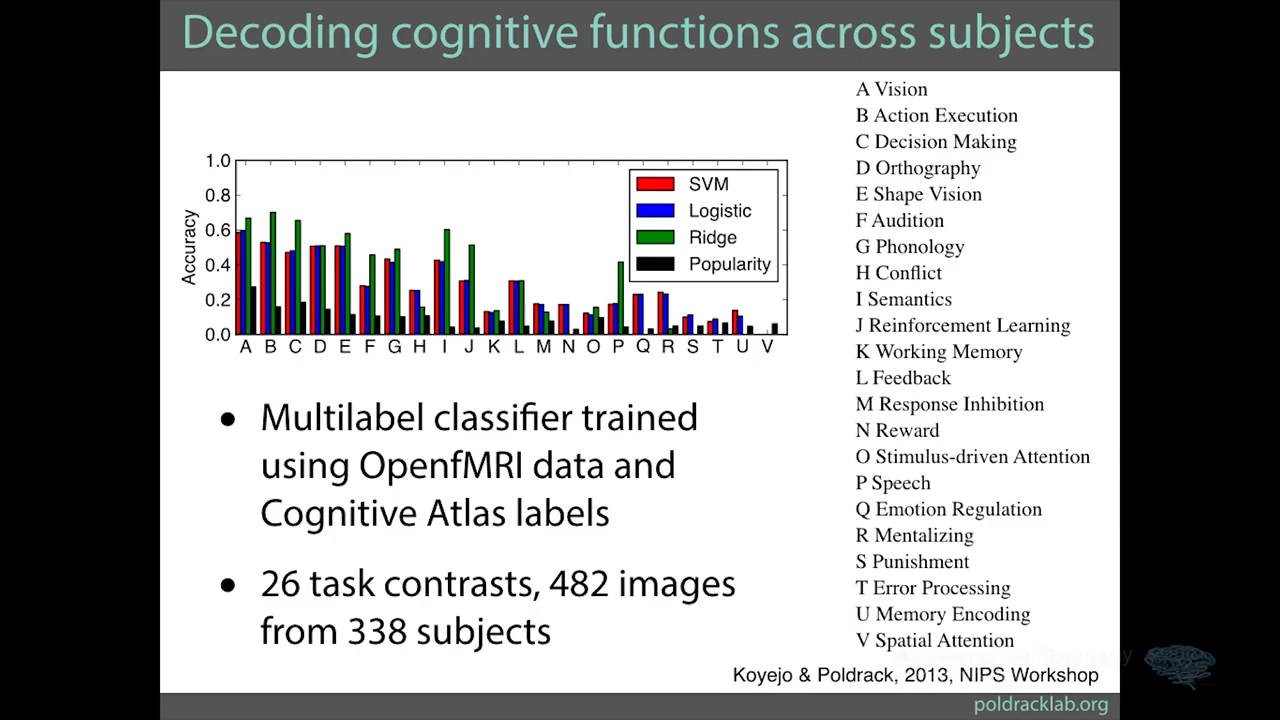 Decoding cognitive functions across subjects
1.0
0.8
0.6
0.4
0.2
0.0
Accuracy
SVM
Logistic
Ridge
Popularity
A B C D E F G H I J K L M N O P Q R S T U V
• Multilabel classifier trained
using OpenfMRI data and
Cognitive Atlas labels
• 26 task contrasts, 482 images
from 338 subjects
A Vision
B Action Execution
C Decision Making
D Orthography
E Shape Vision
F Audition
G Phonology
H Conflict
I Semantics
J Reinforcement Learning
K Working Memory
L Feedback
M Response Inhibition
N Reward
O Stimulus-driven Attention
P Speech
Q Emotion Regulation
R Mentalizing
S Punishment
T Error Processing
U Memory Encoding
V Spatial Attention
Koyejo & Poldrack, 2013, NIPS Workshop
poldracklab.org